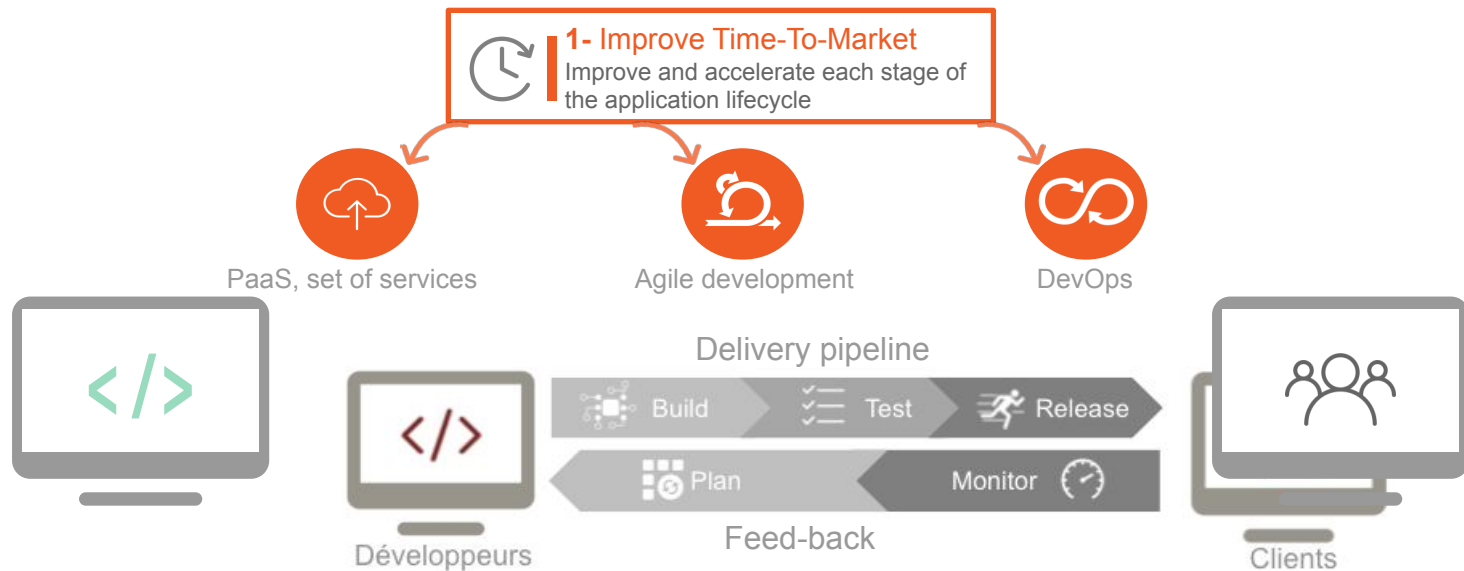 1- Improve Time-To-Market
Improve and accelerate each stage of
the application lifecycle
PaaS, set of services
Agile development
DevOps
</>
Delivery pipeline
</>
Build
Test
Release
Plan
Monitor
Feed-back
Développeurs
Clients